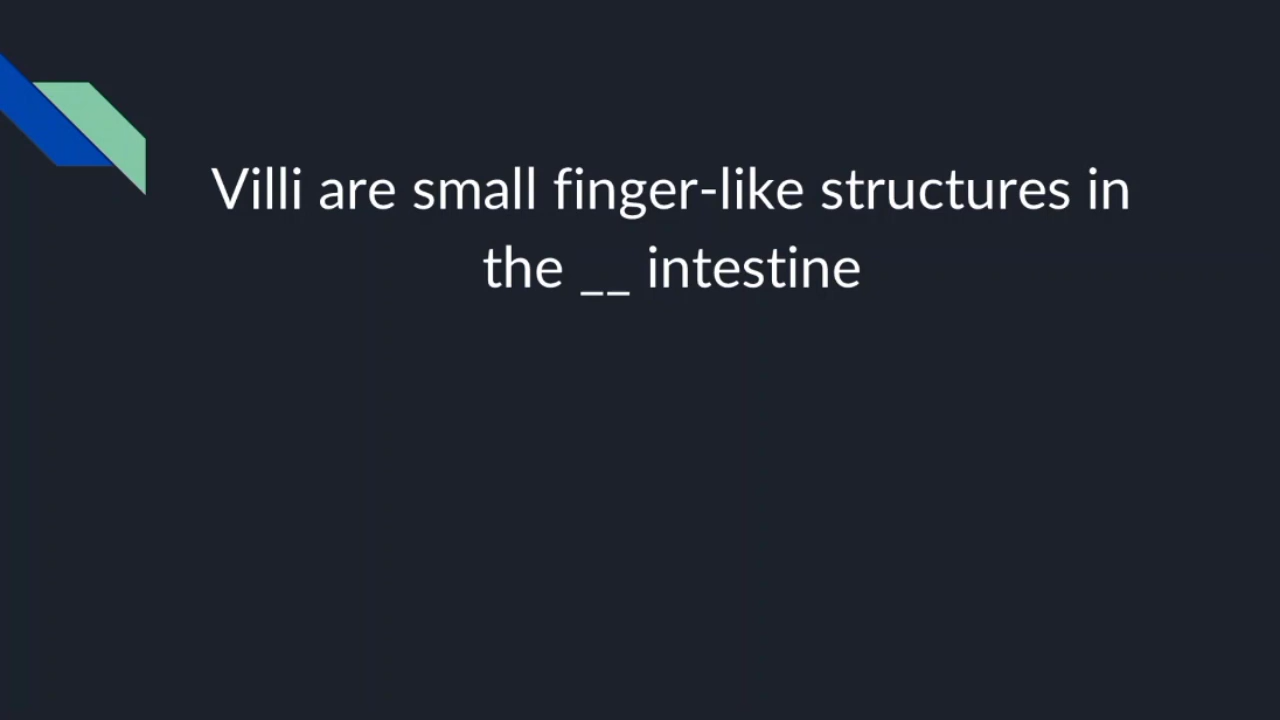 Villi are small finger-like structures in
the __ intestine